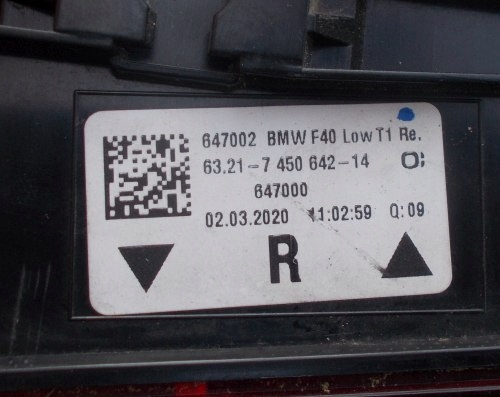 647002 BMW F40 Low T1 Re.
63.21-7 450 642-14 O:
647000
02.03.2020 11:02:59 Q:09
R